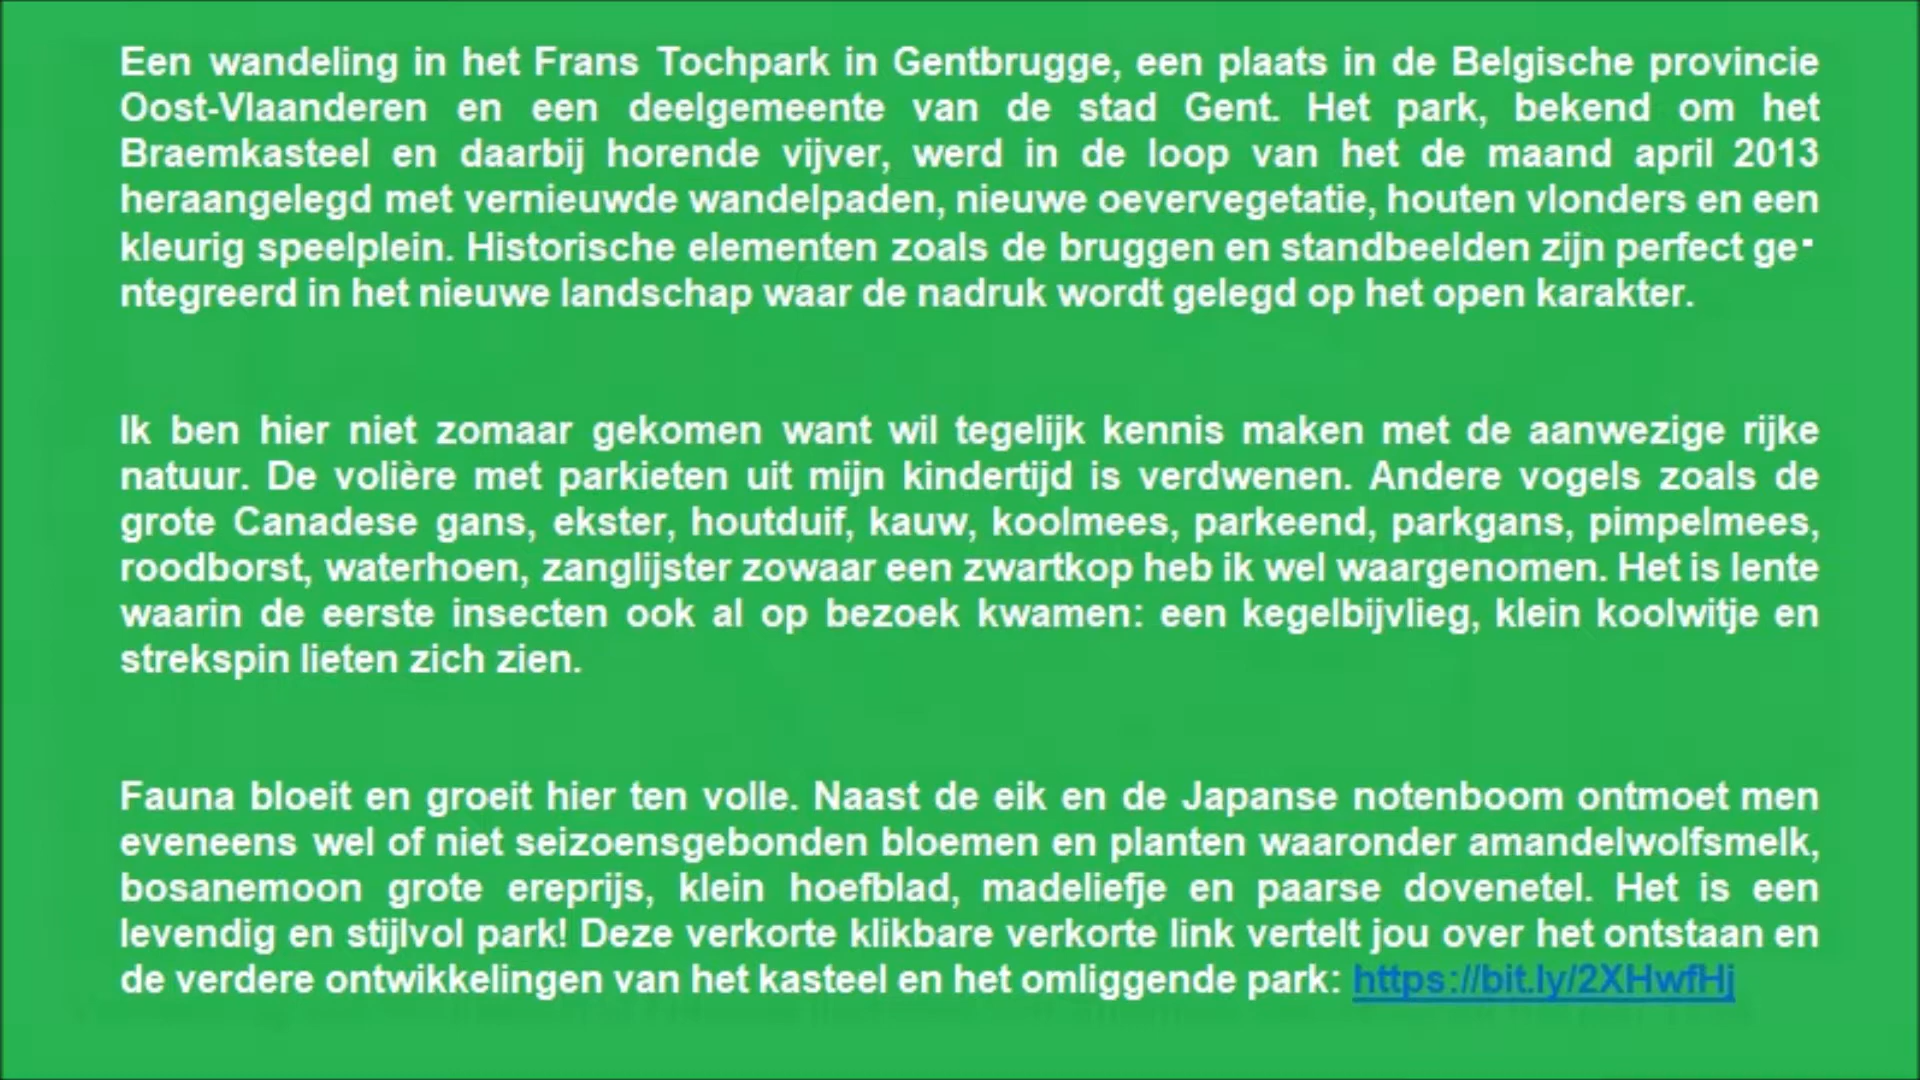 Een wandeling in het Frans Tochpark in Gentbrugge, een plaats in de Belgische provincie
Oost-Vlaanderen en een deelgemeente van de stad Gent. Het park, bekend om het
Braemkasteel en daarbij horende vijver, werd in de loop van het de maand april 2013
heraangelegd met vernieuwde wandelpaden, nieuwe oevervegetatie, houten vlonders en een
kleurig speelplein. Historische elementen zoals de bruggen en standbeelden zijn perfect ge¨
ntegreerd in het nieuwe landschap waar de nadruk wordt gelegd op het open karakter.
Ik ben hier niet zomaar gekomen want wil tegelijk kennis maken met de aanwezige rijke
natuur. De volière met parkieten uit mijn kindertijd is verdwenen. Andere vogels zoals de
grote Canadese gans, ekster, houtduif, kauw, koolmees, parkeend, parkgans, pimpelmees,
roodborst, waterhoen, zanglijster zowaar een zwartkop heb ik wel waargenomen. Het is lente
waarin de eerste insecten ook al op bezoek kwamen: een kegelbijvlieg, klein koolwitje en
strekspin lieten zich zien.
Fauna bloeit en groeit hier ten volle. Naast de eik en de Japanse notenboom ontmoet men
eveneens wel of niet seizoensgebonden bloemen en planten waaronder amandelwolfsmelk,
bosanemoon grote ereprijs, klein hoefblad, madeliefje en paarse dovenetel. Het is een
levendig en stijlvol park! Deze verkorte klikbare verkorte link vertelt jou over het ontstaan en
de verdere ontwikkelingen van het kasteel en het omliggende park: https://bit.ly/2XHwfHj